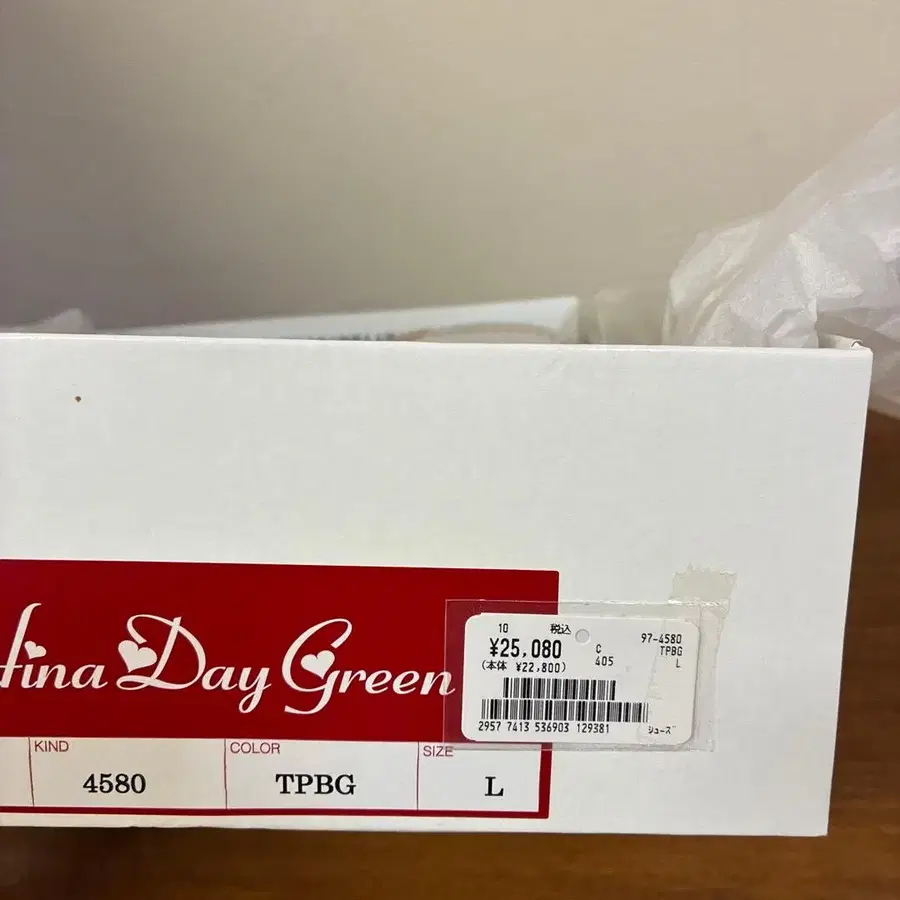 fina Day Green
KIND
COLOR
SIZE
4580
TPBG
L
10 税込
¥25,080
(本体 ¥22,800)
C
405
97-4580
TPBG
L
2957 7413 536903 129381
シューズ